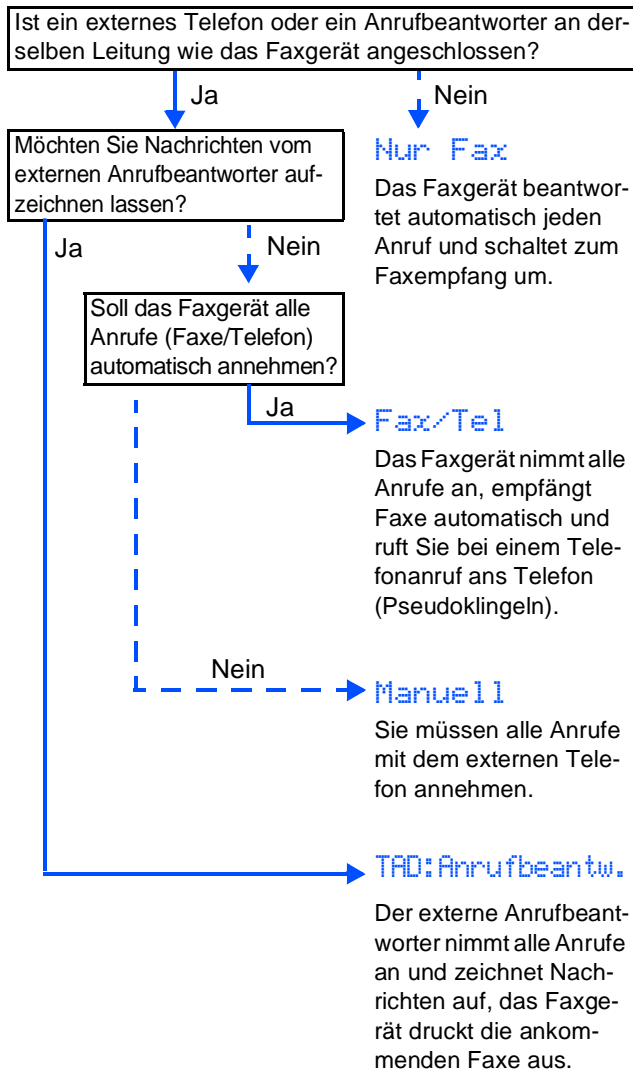 Ist ein externes Telefon oder ein Anrufbeantworter an der-
selben Leitung wie das Faxgerät angeschlossen?
Ja
Nein
Möchten Sie Nachrichten vom
externen Anrufbeantworter auf-
zeichnen lassen?
Nur Fax
Das Faxgerät beantwor-
tet automatisch jeden
Anruf und schaltet zum
Faxempfang um.
Ja
Nein
Soll das Faxgerät alle
Anrufe (Faxe/Telefon)
automatisch annehmen?
Ja
Fax/Tel
Das Faxgerät nimmt alle
Anrufe an, empfängt
Faxe automatisch und
ruft Sie bei einem Tele-
fonanruf ans Telefon
(Pseudoklingeln).
Nein
Manuell
Sie müssen alle Anrufe
mit dem externen Tele-
fon annehmen.
TAD:Anrufbeantw.
Der externe Anrufbeant-
worter nimmt alle Anrufe
an und zeichnet Nach-
richten auf, das Faxge-
rät druckt die ankom-
menden Faxe aus.